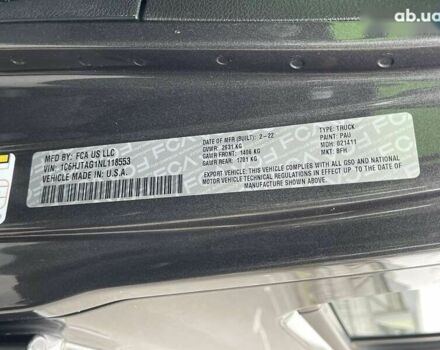 ab.ua
MFD BY: FCA US LLC
VIN: 1C6HJTAG1NL118553
VEHICLE MADE IN: U.S.A.
DATE OF MFR (BUILT): 2-22
GVWR: 2631 KG
GAWR FRONT: 1406 KG
GAWR REAR: 1701 KG
TYPE: TRUCK
PAINT: PAU
MDH: 021411
MKT: BFH
MANUFACTURER CERTIFIES THIS VEHICLE COMPLIES WITH ALL GSO AND
MOTOR VEHICLE TECHNICAL REGULATIONS IN EFFECT ON THE DATE OF
MANUFACTURE SHOWN ABOVE.